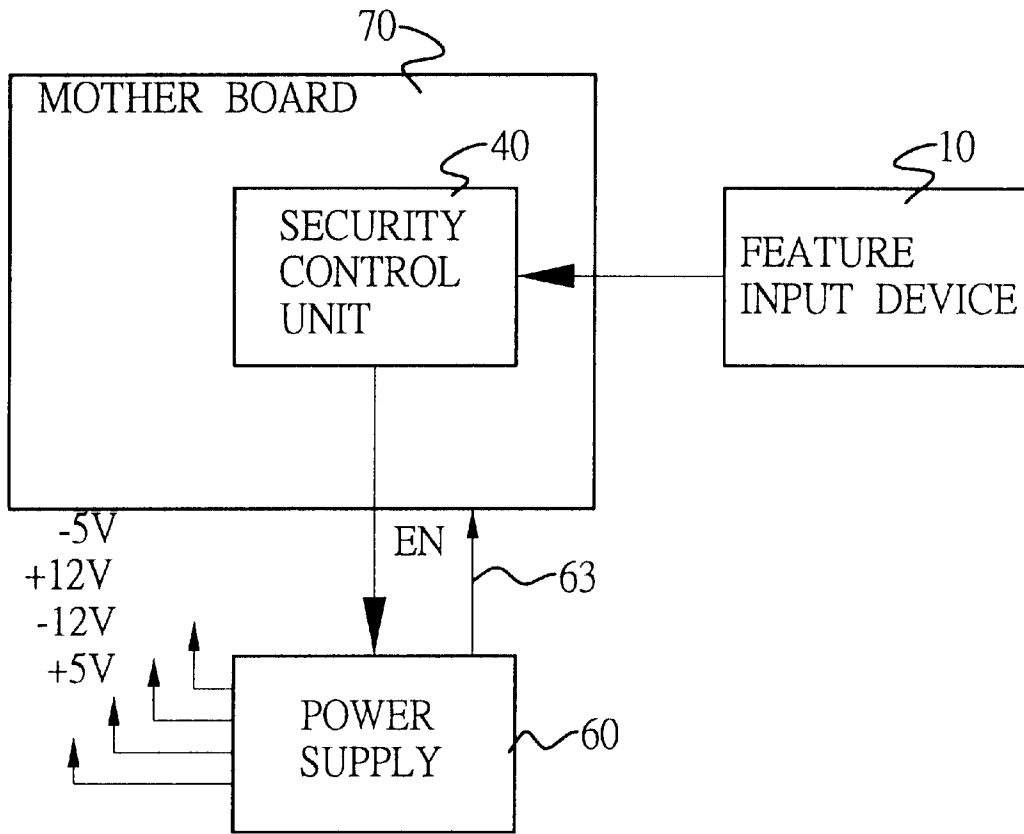 70
MOTHER BOARD
40
10
SECURITY
CONTROL
UNIT
FEATURE
INPUT DEVICE
-5V
+12V
-12V
+5V
EN
63
POWER
SUPPLY
60